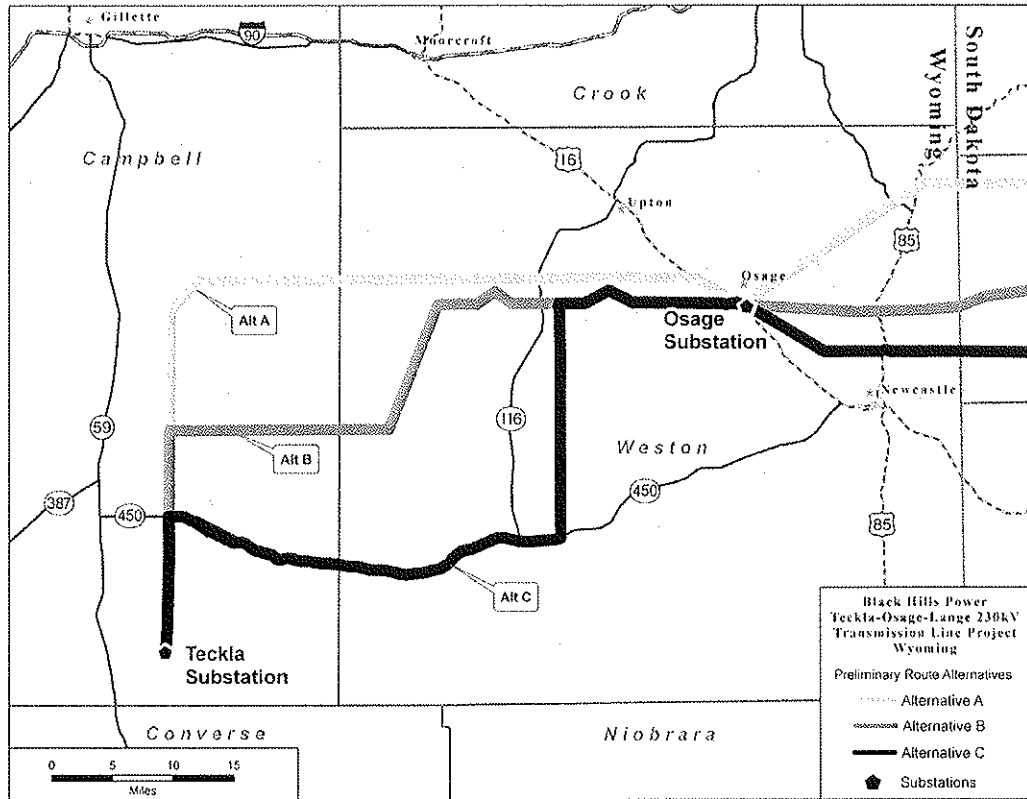 Gillette
90
Moorcroft
South Dakota
Wyoming
Crook
Campbell
16
Upton
85
Osage
Alt A
Osage
Substation
Newcastle
59
116
Weston
Alt B
450
387
450
85
Alt C
Teckla
Substation
Black Hills Power
Teckla-Osage-Lange 230kV
Transmission Line Project
Wyoming
Preliminary Route Alternatives
Alternative A
Alternative B
Alternative C
Substations
Converse
Niobrara
0 5 10 15
Miles